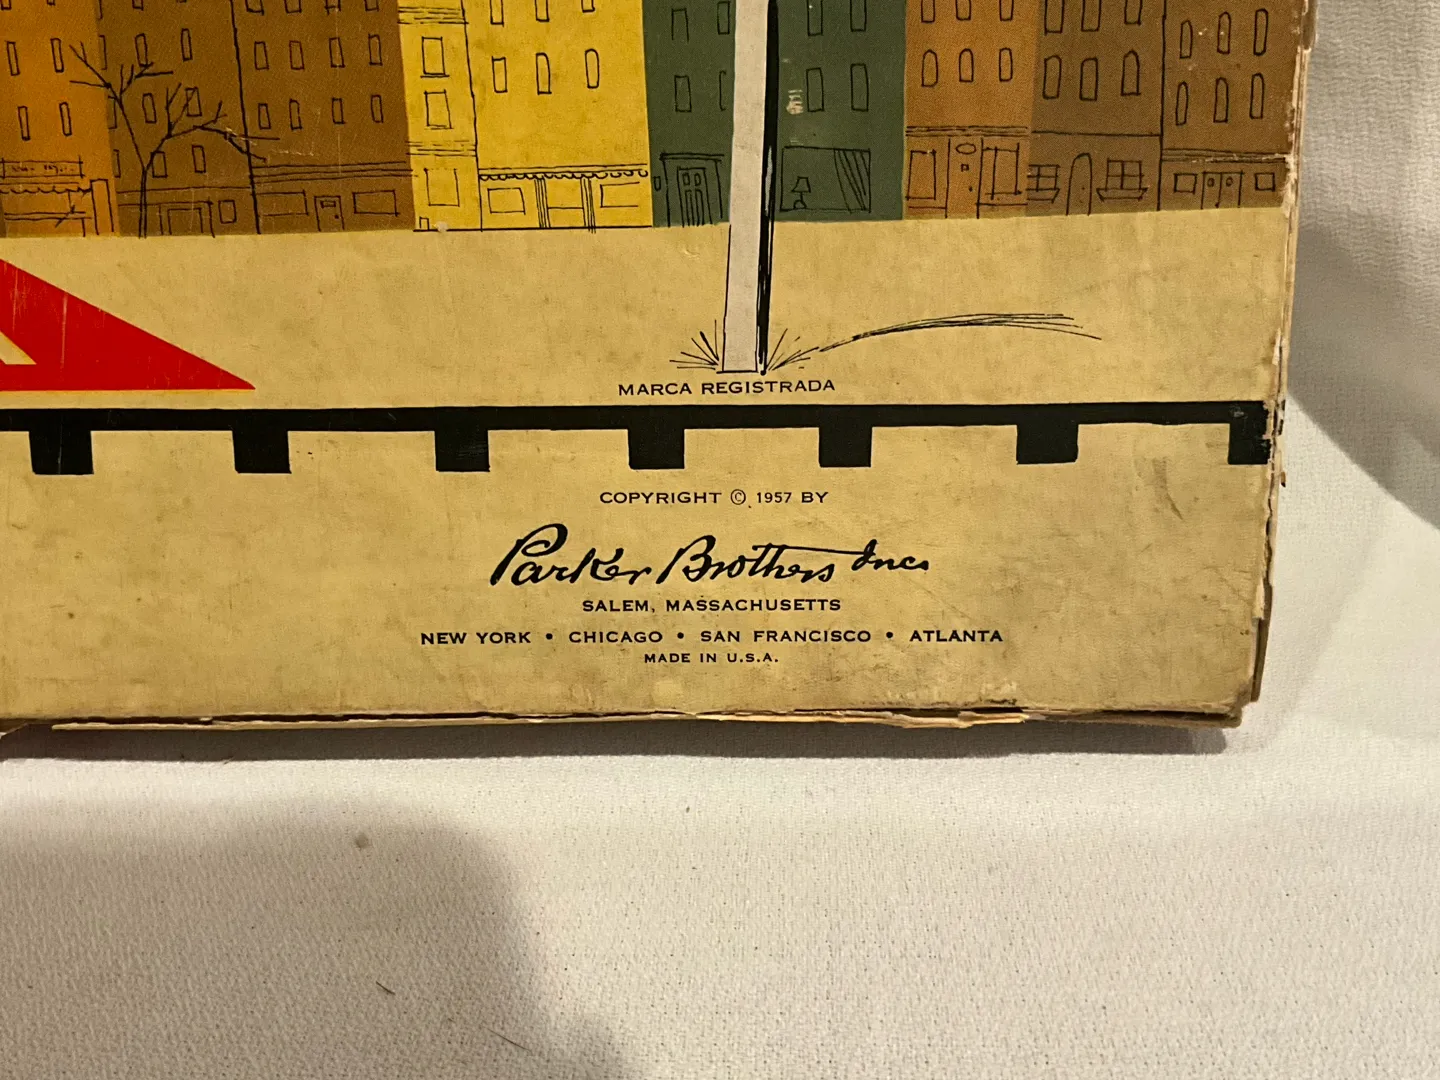 MARCA REGISTRADA
COPYRIGHT © 1957 BY
Parker Brothers Inc.
SALEM, MASSACHUSETTS
NEW YORK • CHICAGO • SAN FRANCISCO • ATLANTA
MADE IN U.S.A.